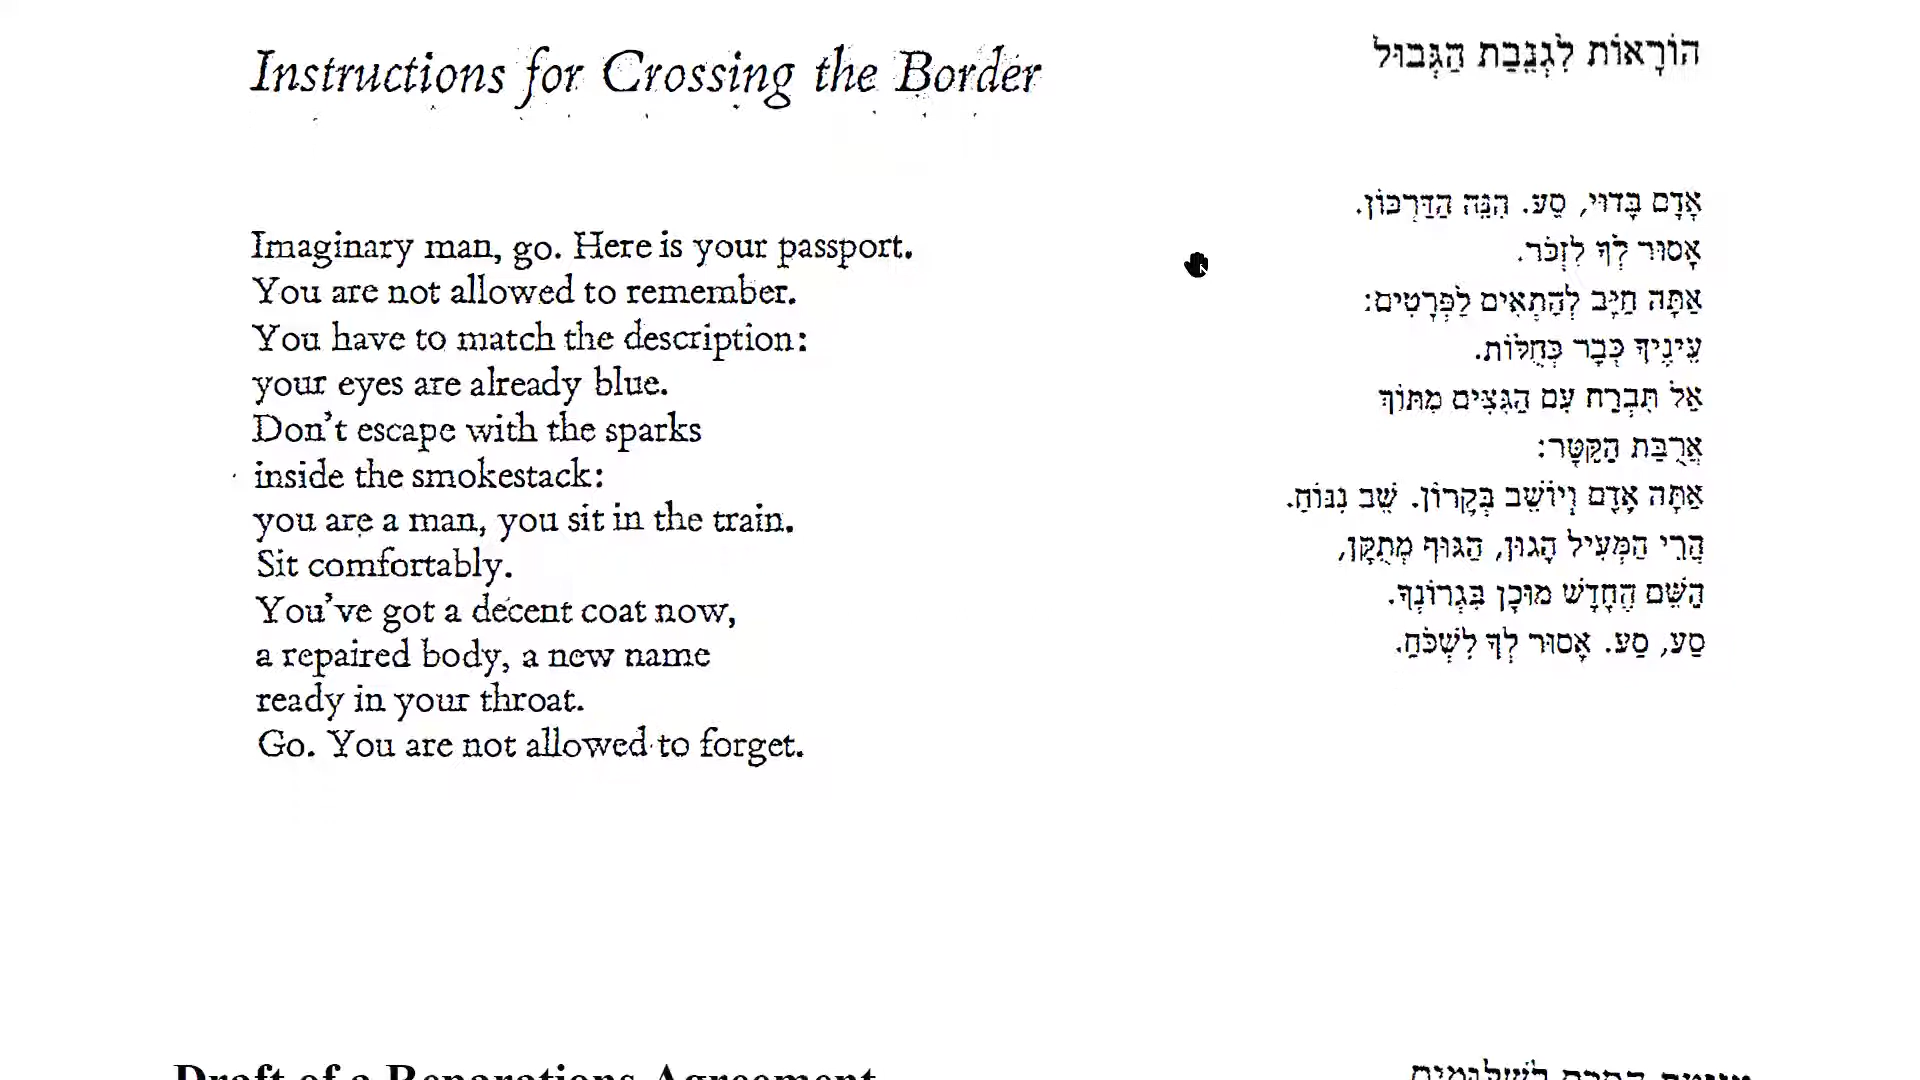 Instructions for Crossing the Border
Imaginary man, go. Here is your passport.
You are not allowed to remember.
You have to match the description:
your eyes are already blue.
Don't escape with the sparks
inside the smokestack:
you are a man, you sit in the train.
Sit comfortably.
You've got a decent coat now,
a repaired body, a new name
ready in your throat.
Go. You are not allowed to forget.
הוֹרָאוֹת לִגְנֵבַת הַגְּבוּל
אָדָם בָּדוּי, סַע. הִנֵּה הַדַּרְכּוֹן.
אָסוּר לְךָ לִזְכֹּר.
אַתָּה חַיָּב לְהַתְאִים לַפְּרָטִים:
עֵינֶיךָ כְּבָר כְּחֻלּוֹת.
אַל תִּבְרַח עִם הַגִּצִּים מִתּוֹךְ
אֲרֻבַּת הַקַּטָּר:
אַתָּה אָדָם וְיוֹשֵׁב בַּקָּרוֹן. שֵׁב בְּנוֹחַ.
הֲרֵי הַמְּעִיל הָגוּן, הַגּוּף מְתֻקָּן,
הַשֵּׁם הֶחָדָשׁ מוּכָן בִּגְרוֹנְךָ.
סַע, סַע. אָסוּר לְךָ לִשְׁכֹּחַ.
Draft of a Reparations Agreement